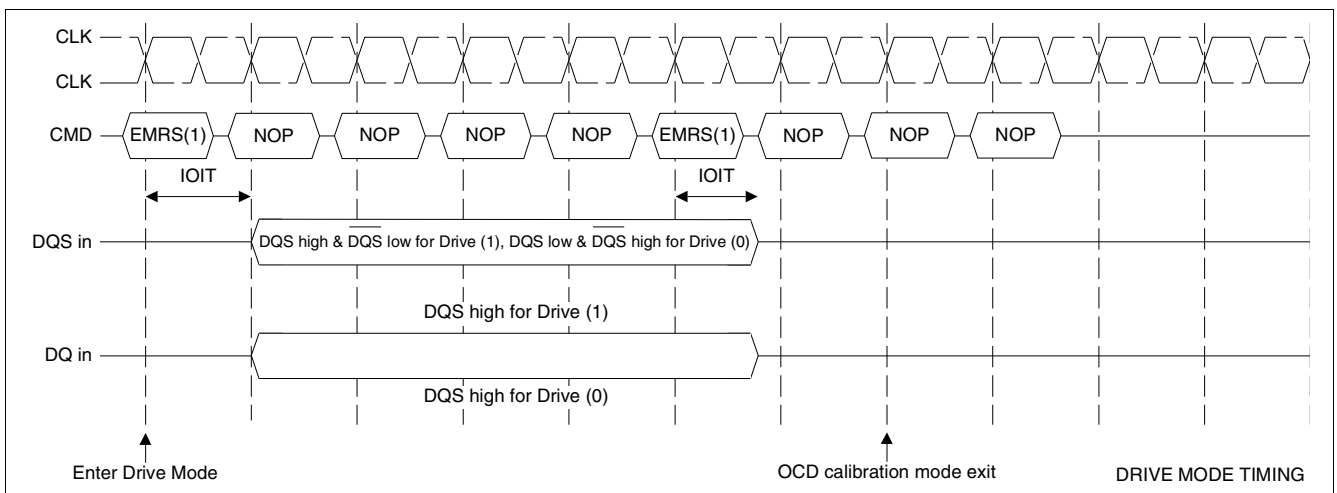 CLK
CLK
CMD EMRS(1) NOP NOP NOP NOP EMRS(1) NOP NOP NOP
IOIT IOIT
DQS in DQS high & D̅Q̅S̅ low for Drive (1), DQS low & D̅Q̅S̅ high for Drive (0)
DQS high for Drive (1)
DQ in
DQS high for Drive (0)
Enter Drive Mode OCD calibration mode exit DRIVE MODE TIMING